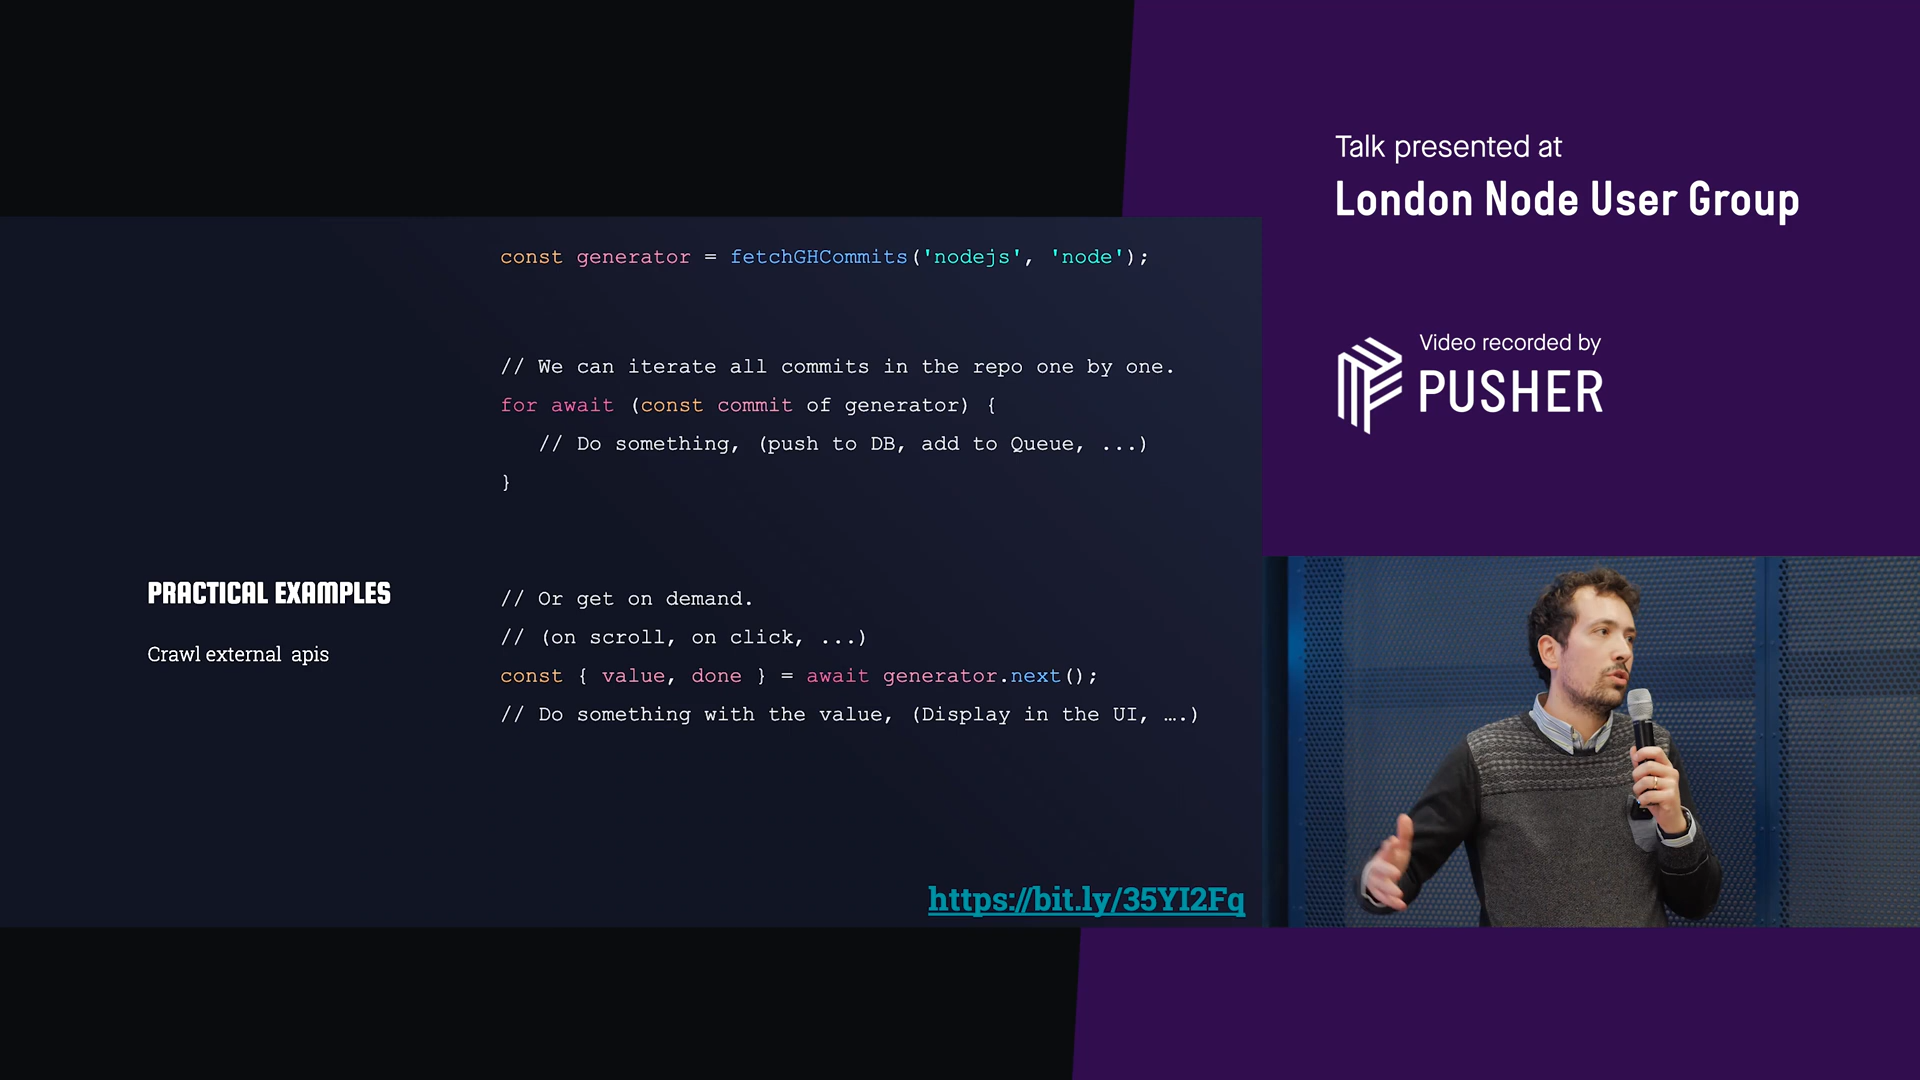 Talk presented at
London Node User Group
Video recorded by
PUSHER
const generator = fetchGHCommits('nodejs', 'node');
// We can iterate all commits in the repo one by one.
for await (const commit of generator) {
// Do something, (push to DB, add to Queue, ...)
}
PRACTICAL EXAMPLES
Crawl external apis
// Or get on demand.
// (on scroll, on click, ...)
const { value, done } = await generator.next();
// Do something with the value, (Display in the UI, ….)
https://bit.ly/35YI2Fq